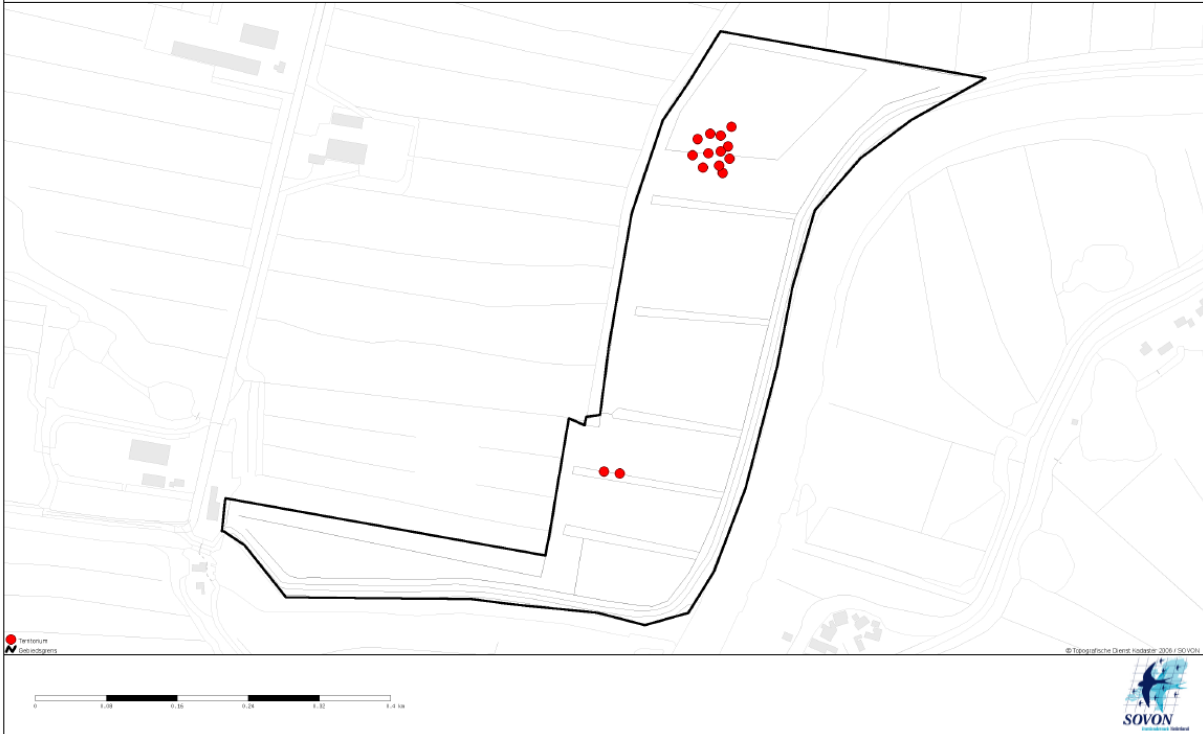 Territorium
Gebiedsgrens
© Topografische Dienst Kadaster 2006 / SOVON
0 0.08 0.16 0.24 0.32 0.4 km
SOVON